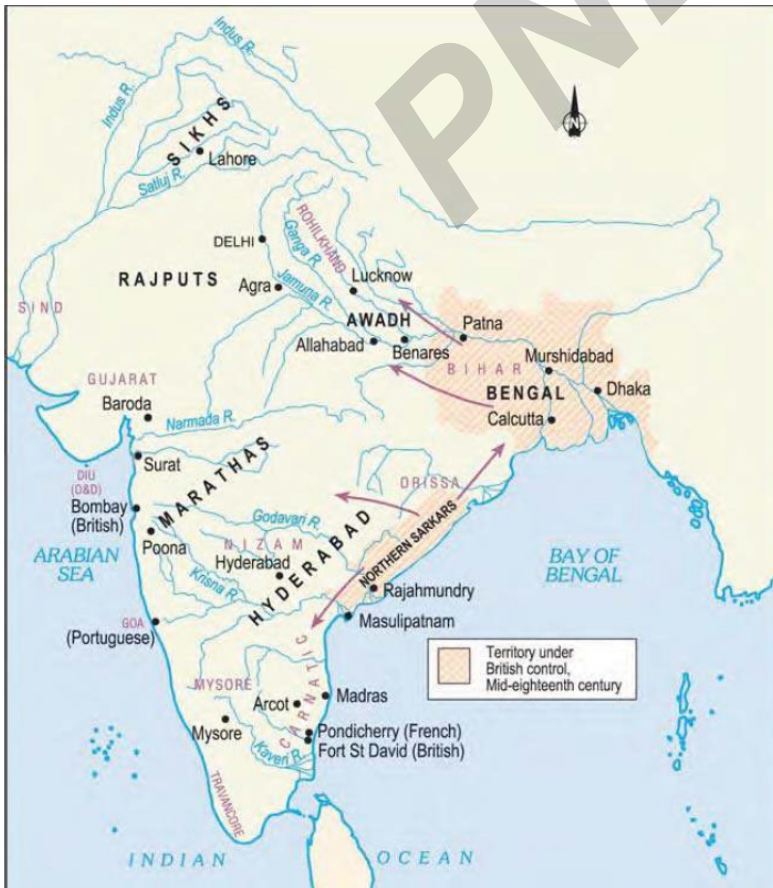 Indus R.
Indus R.
SIKHS
Lahore
Satluj R.
N
DELHI
Ganga R.
ROHILKHAND
RAJPUTS
Agra
Jamuna R.
Lucknow
SIND
AWADH
Allahabad
Benares
Patna
BIHAR
Murshidabad
BENGAL
Dhaka
Calcutta
GUJARAT
Baroda
Narmada R.
Surat
DIU
(D&D)
MARATHAS
ORISSA
Bombay
(British)
Godavari R.
NORTHERN SARKARS
ARABIAN
SEA
Poona
NIZAM
Hyderabad
HYDERABAD
BAY OF
BENGAL
Krisna R.
Rajahmundry
GOA
(Portuguese)
Masulipatnam
Territory under
British control,
Mid-eighteenth century
MYSORE
CARNATIC
Arcot
Madras
Mysore
Pondicherry (French)
Fort St David (British)
Kaveri R.
TRAVANCORE
INDIAN OCEAN